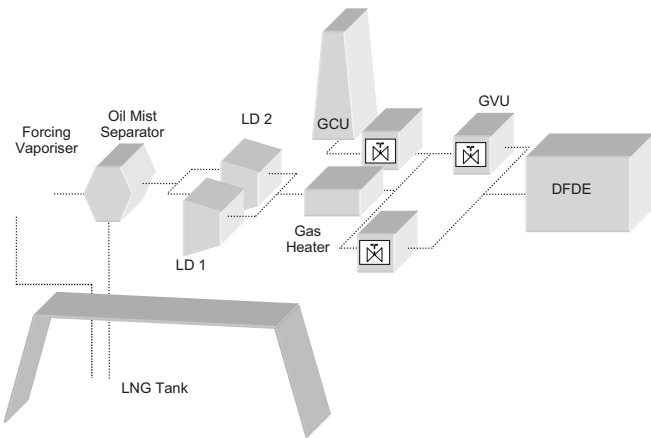 GCU
GVU
LD 2
Oil Mist
Separator
Forcing
Vaporiser
DFDE
Gas
Heater
LD 1
LNG Tank